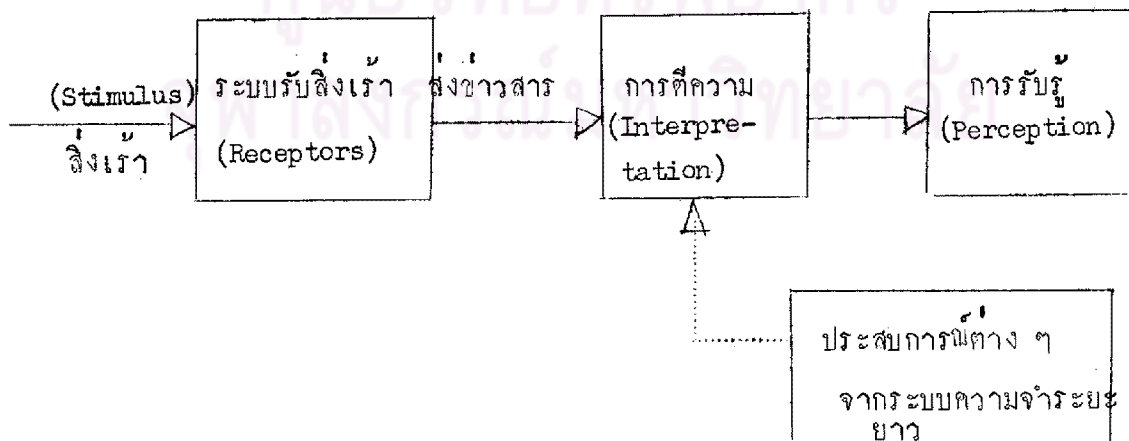 (Stimulus)
สิ่งเร้า
ระบบรับสิ่งเร้า
(Receptors)
ส่งข่าวสาร
การตีความ
(Interpre-
tation)
การรับรู้
(Perception)
ประสบการณ์ต่าง ๆ
จากระบบความจำระยะ
ยาว